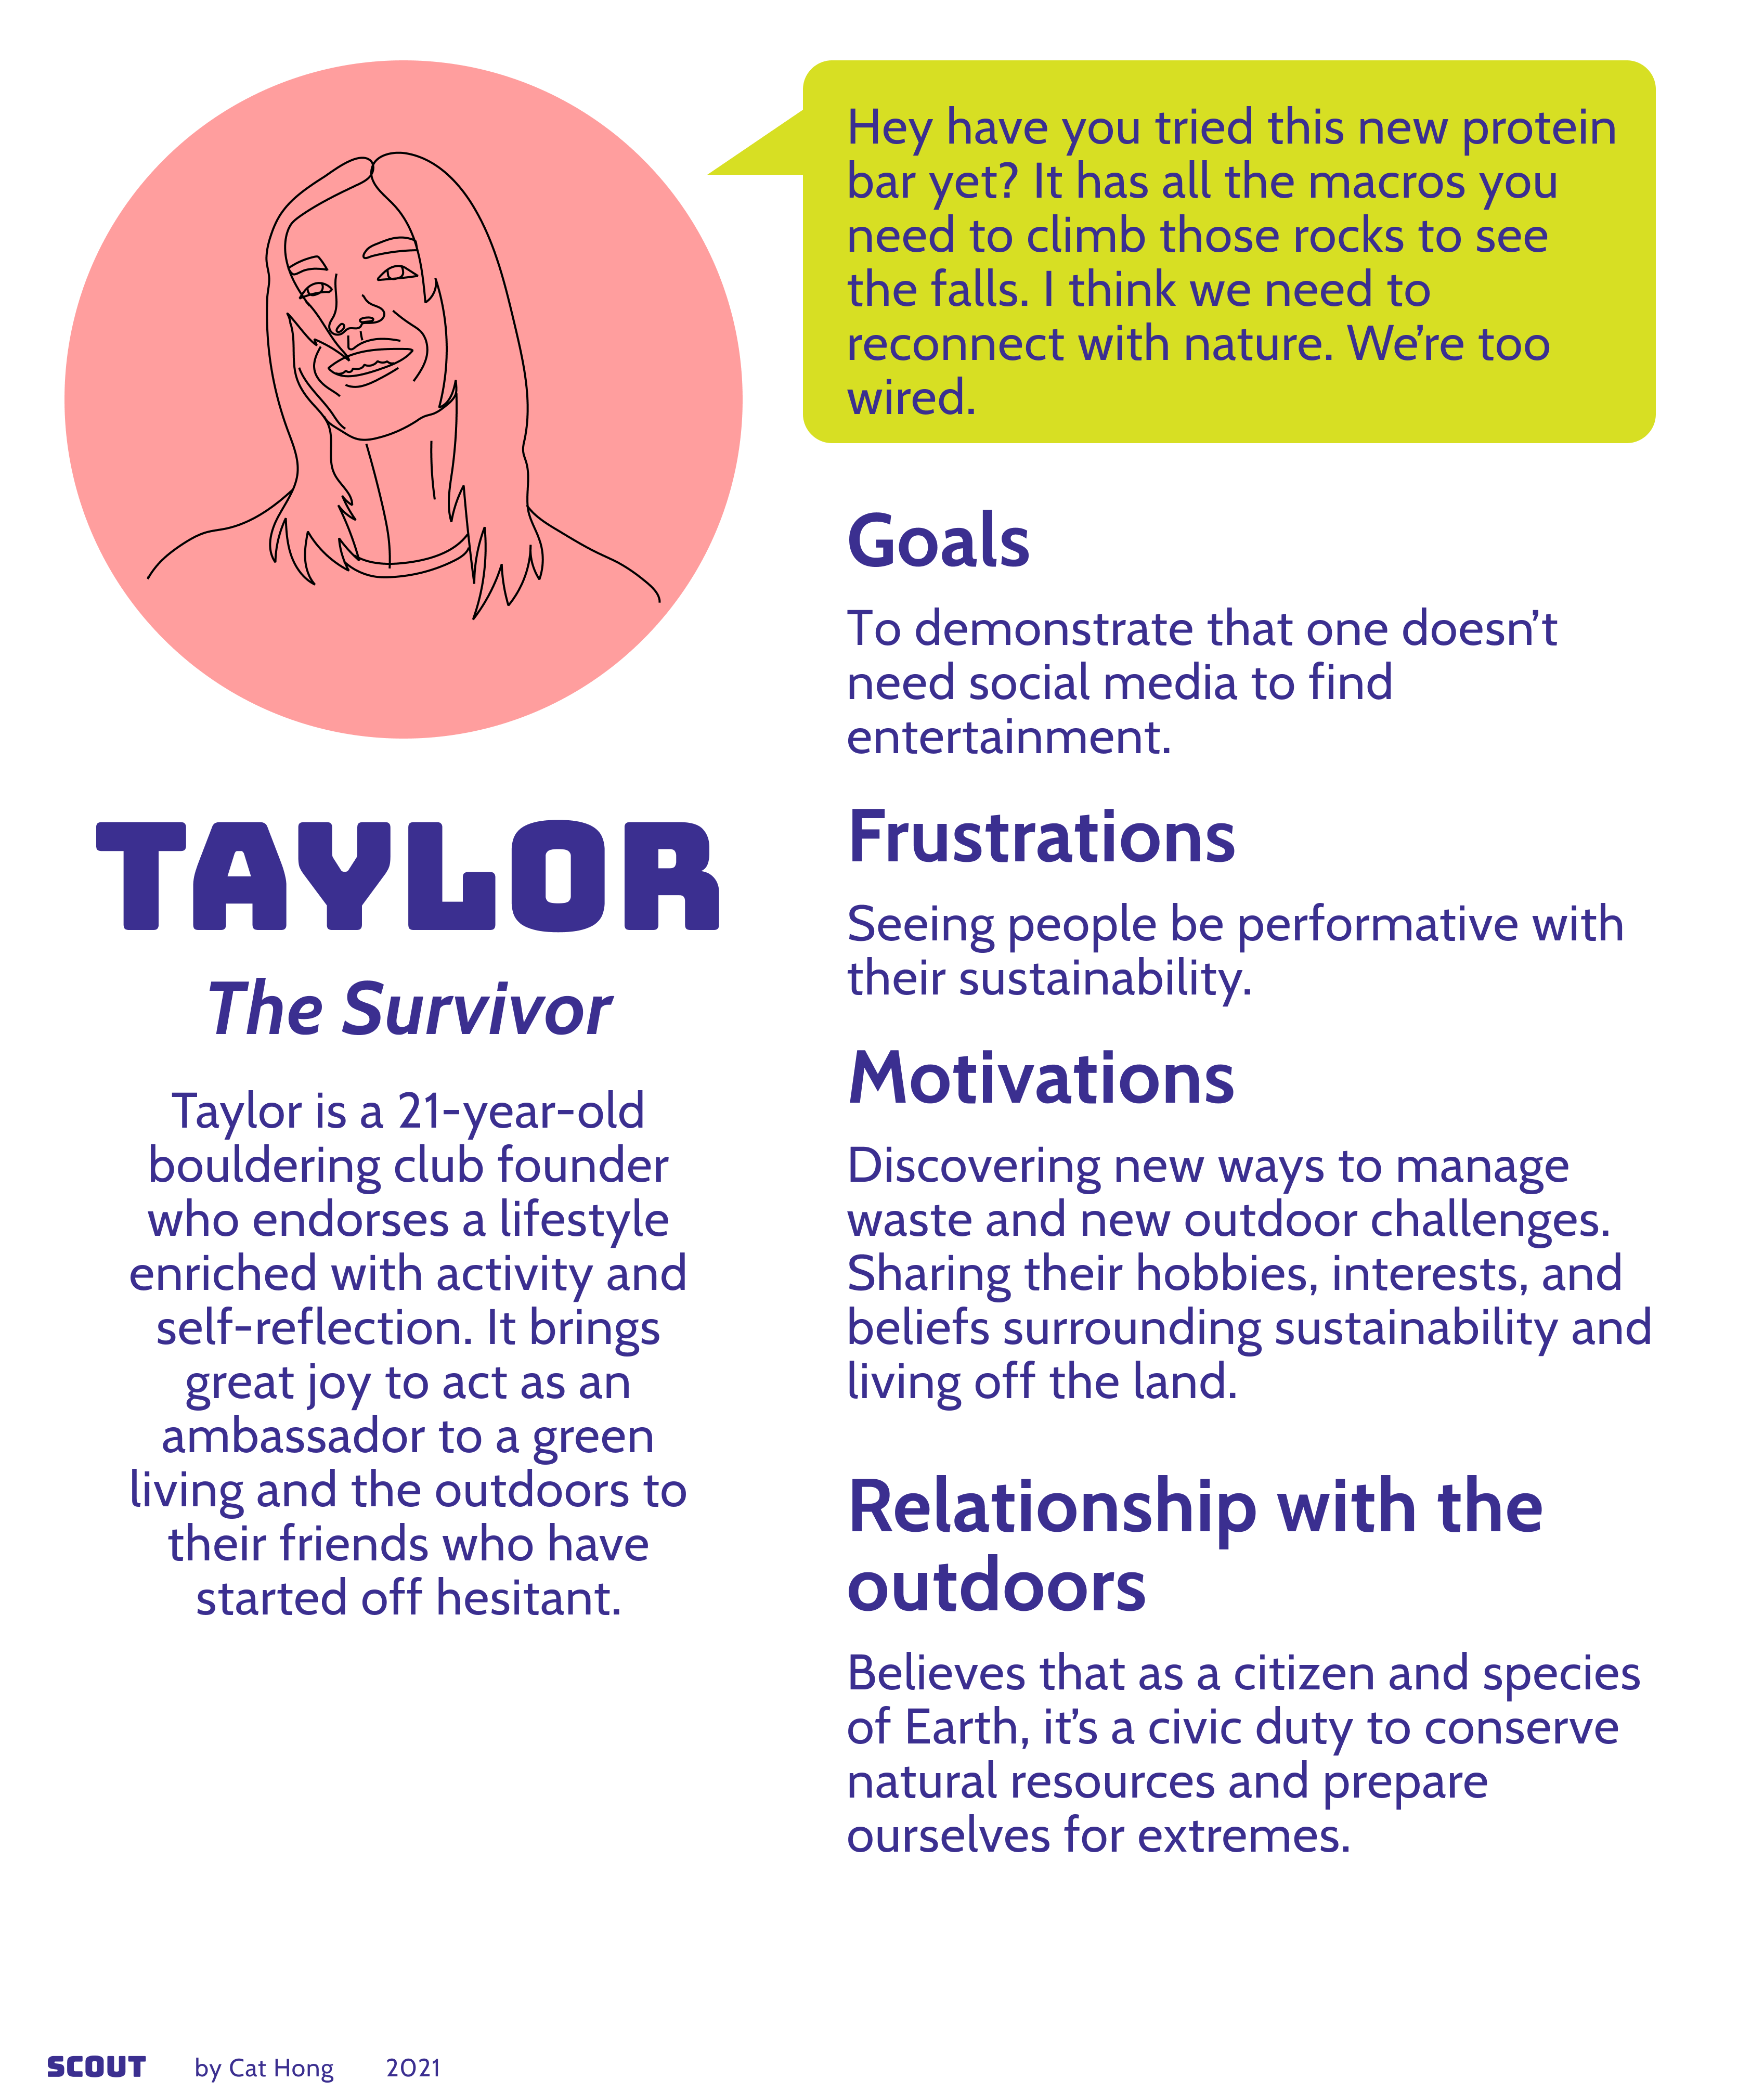 Hey have you tried this new protein
bar yet? It has all the macros you
need to climb those rocks to see
the falls. I think we need to
reconnect with nature. We’re too
wired.
TAYLOR
The Survivor
Taylor is a 21-year-old
bouldering club founder
who endorses a lifestyle
enriched with activity and
self-reflection. It brings
great joy to act as an
ambassador to a green
living and the outdoors to
their friends who have
started off hesitant.
Goals
To demonstrate that one doesn’t
need social media to find
entertainment.
Frustrations
Seeing people be performative with
their sustainability.
Motivations
Discovering new ways to manage
waste and new outdoor challenges.
Sharing their hobbies, interests, and
beliefs surrounding sustainability and
living off the land.
Relationship with the
outdoors
Believes that as a citizen and species
of Earth, it’s a civic duty to conserve
natural resources and prepare
ourselves for extremes.
SCOUT by Cat Hong 2021